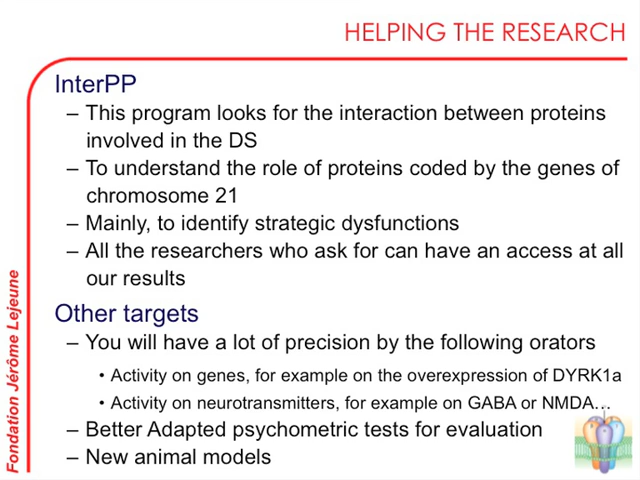 HELPING THE RESEARCH
InterPP
– This program looks for the interaction between proteins
involved in the DS
– To understand the role of proteins coded by the genes of
chromosome 21
– Mainly, to identify strategic dysfunctions
– All the researchers who ask for can have an access at all
our results
Other targets
– You will have a lot of precision by the following orators
• Activity on genes, for example on the overexpression of DYRK1a
• Activity on neurotransmitters, for example on GABA or NMDA…
– Better Adapted psychometric tests for evaluation
– New animal models
Fondation Jérôme Lejeune